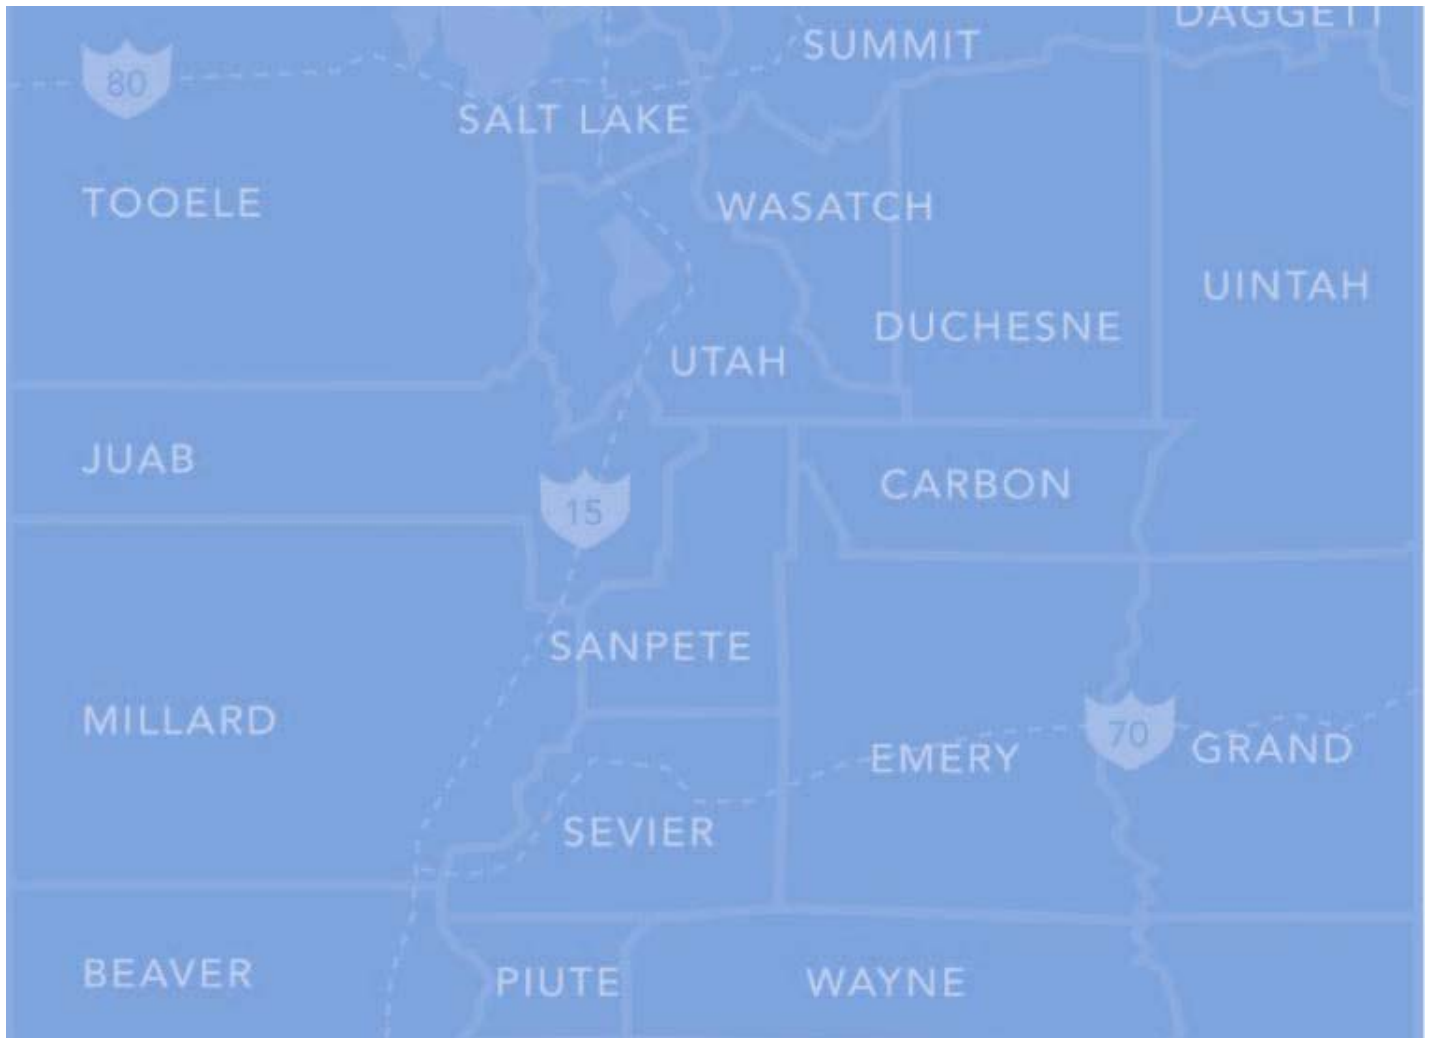 DAGGETT
SUMMIT
80
SALT LAKE
TOOELE
WASATCH
UINTAH
DUCHESNE
UTAH
JUAB
CARBON
15
SANPETE
MILLARD
70
GRAND
EMERY
SEVIER
BEAVER
PIUTE
WAYNE